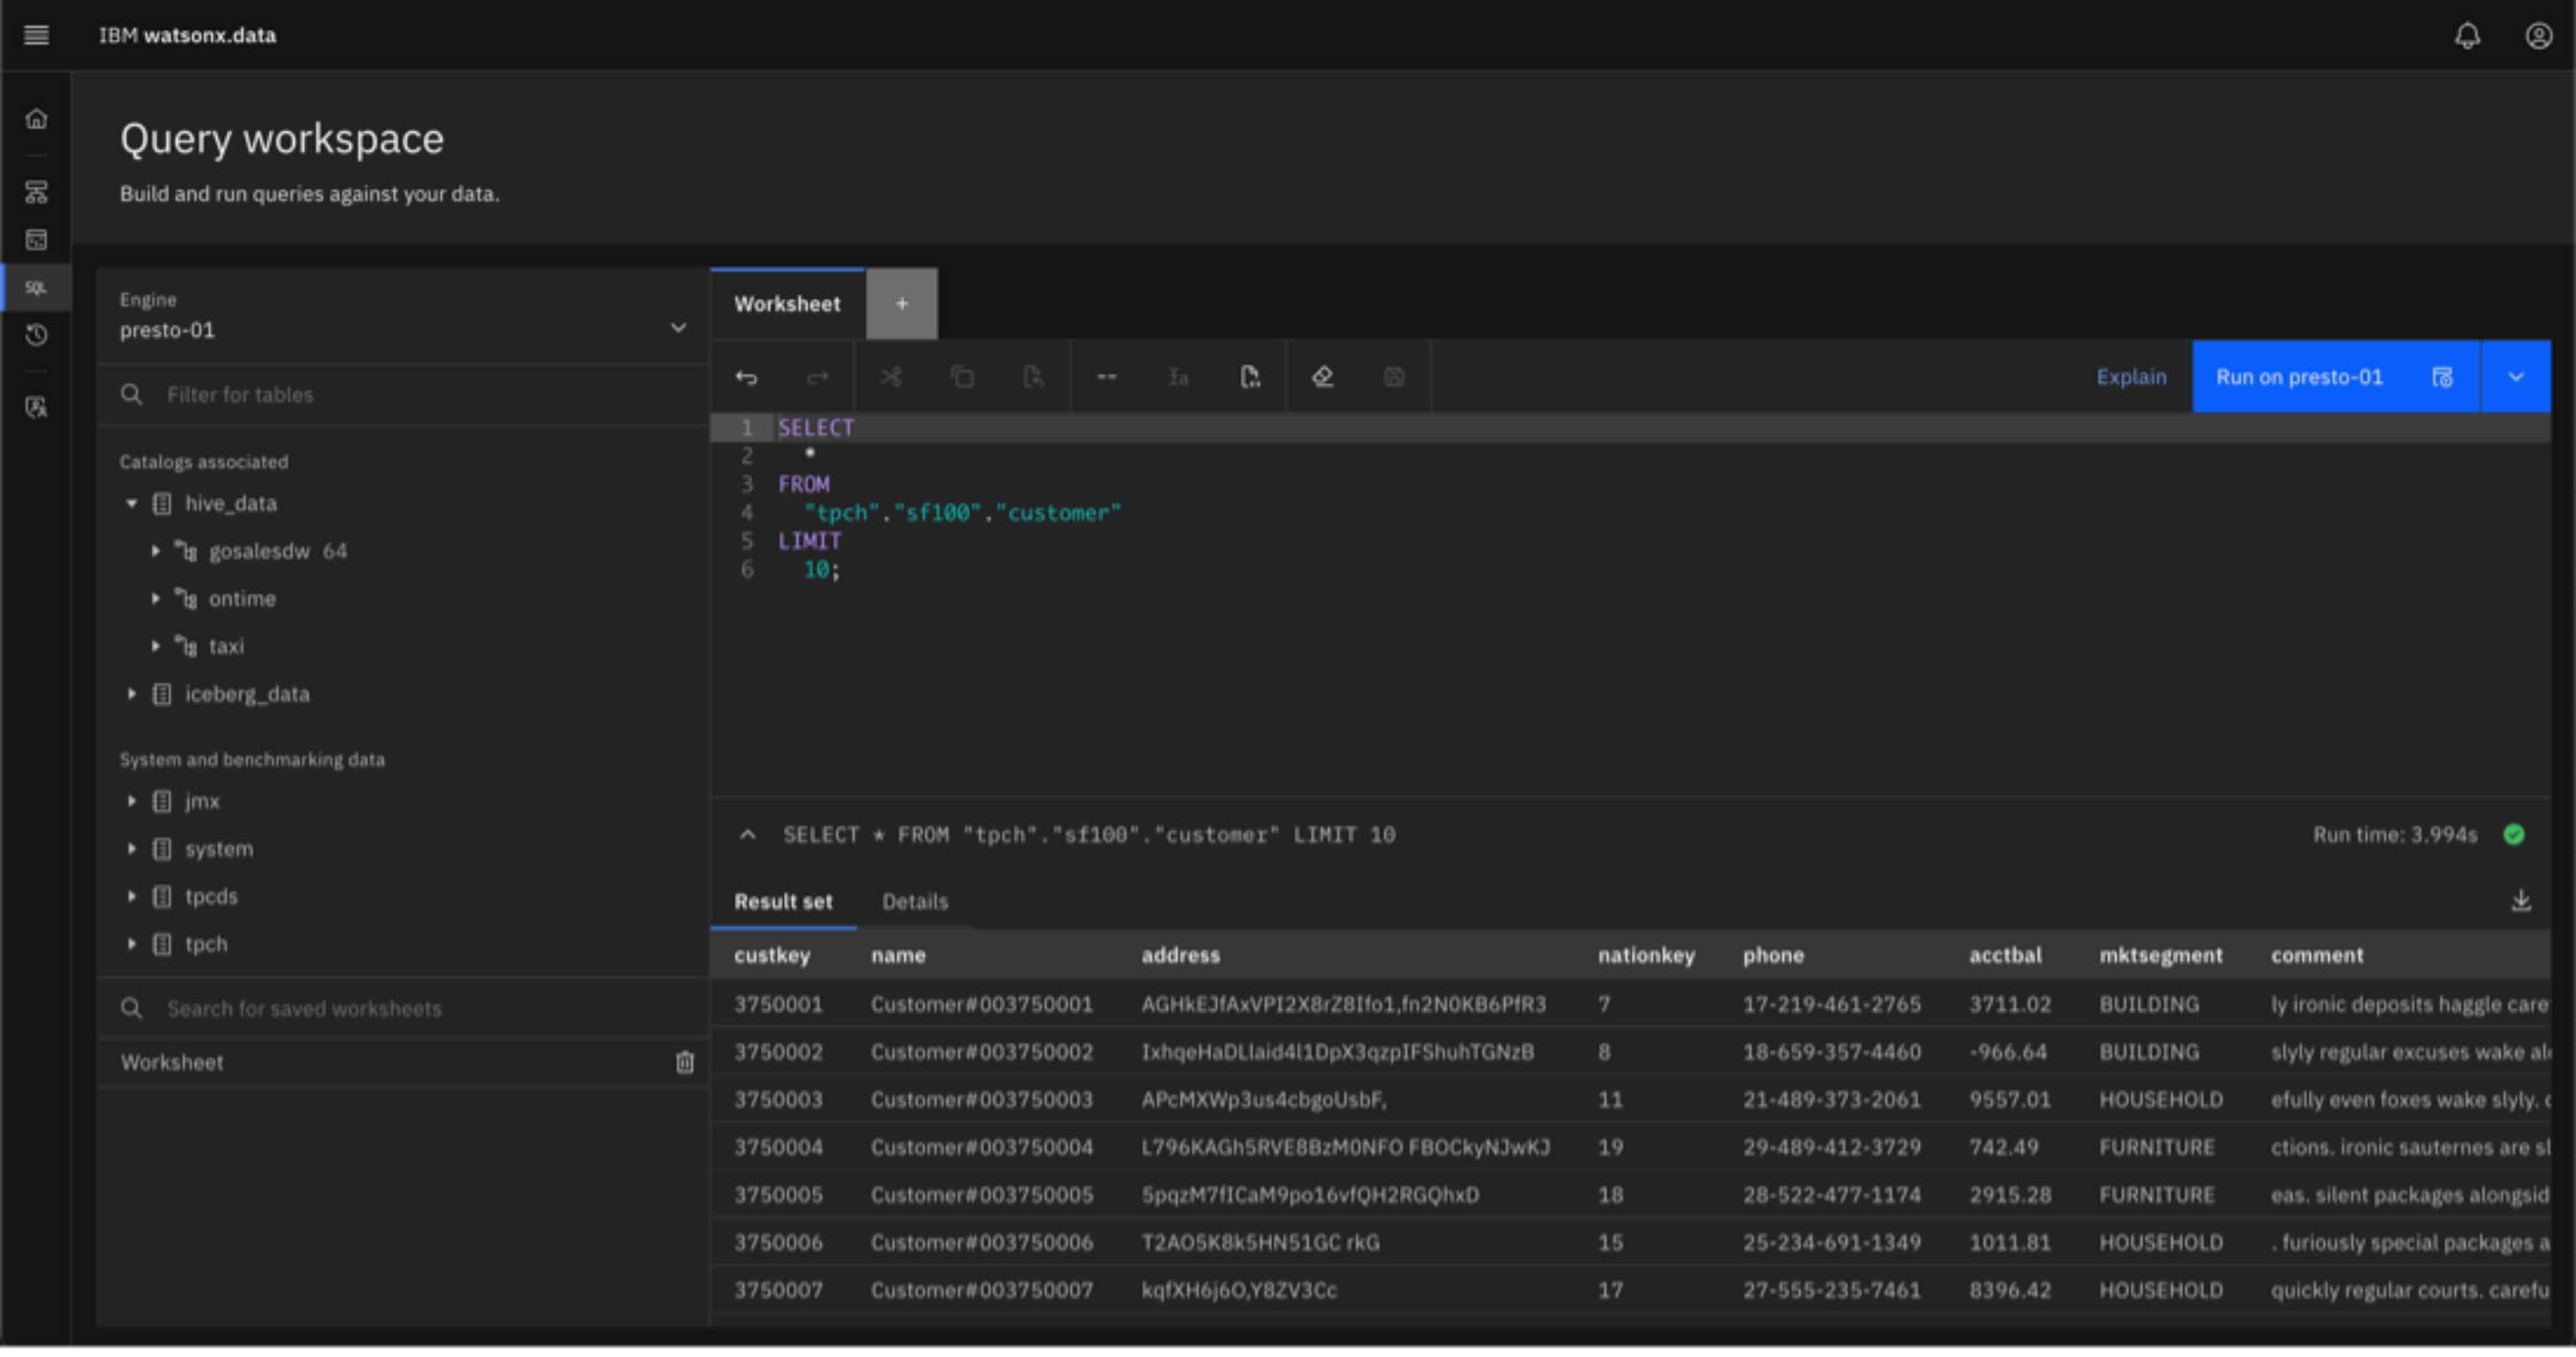 IBM watsonx.data
Query workspace
Build and run queries against your data.
SQL
Engine
presto-01
Filter for tables
Catalogs associated
hive_data
gosalesdw 64
ontime
taxi
iceberg_data
System and benchmarking data
jmx
system
tpcds
tpch
Search for saved worksheets
Worksheet
Worksheet +
Explain Run on presto-01
1 SELECT
2 *
3 FROM
4 "tpch"."sf100"."customer"
5 LIMIT
6 10;
SELECT * FROM "tpch"."sf100"."customer" LIMIT 10 Run time: 3.994s
Result set Details
custkey name address nationkey phone acctbal mktsegment comment
3750001 Customer#003750001 AGHkEJfAxVPI2X8rZ8Ifo1,fn2N0KB6PfR3 7 17-219-461-2765 3711.02 BUILDING ly ironic deposits haggle care
3750002 Customer#003750002 IxhqeHaDLlaid4l1DpX3qzpIFShuhTGNzB 8 18-659-357-4460 -966.64 BUILDING slyly regular excuses wake al
3750003 Customer#003750003 APcMXWp3us4cbgoUsbF, 11 21-489-373-2061 9557.01 HOUSEHOLD efully even foxes wake slyly.
3750004 Customer#003750004 L796KAGh5RVE8BzM0NFO FBOCkyNJwKJ 19 29-489-412-3729 742.49 FURNITURE ctions. ironic sauternes are sl
3750005 Customer#003750005 5pqzM7fICaM9po16vfQH2RGQhxD 18 28-522-477-1174 2915.28 FURNITURE eas. silent packages alongsid
3750006 Customer#003750006 T2AO5K8k5HN51GC rkG 15 25-234-691-1349 1011.81 HOUSEHOLD . furiously special packages a
3750007 Customer#003750007 kqfXH6j6O,Y8ZV3Cc 17 27-555-235-7461 8396.42 HOUSEHOLD quickly regular courts. carefu